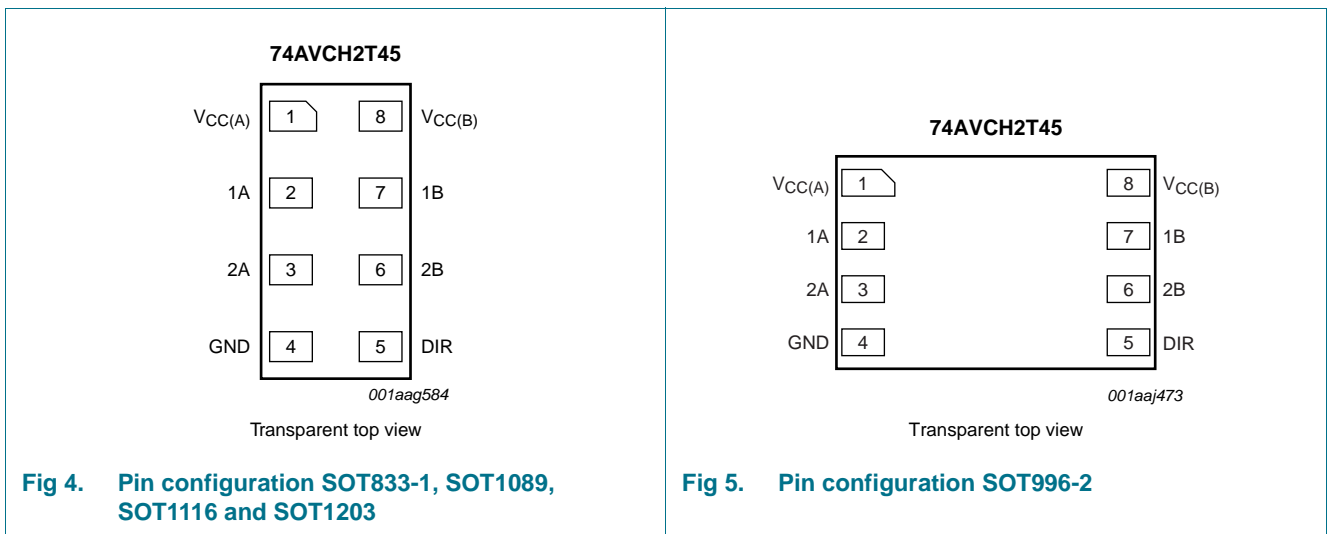 74AVCH2T45
VCC(A) 1 8 VCC(B)
1A 2 7 1B
2A 3 6 2B
GND 4 5 DIR
001aag584
Transparent top view
Fig 4. Pin configuration SOT833-1, SOT1089,
SOT1116 and SOT1203
74AVCH2T45
VCC(A) 1 8 VCC(B)
1A 2 7 1B
2A 3 6 2B
GND 4 5 DIR
001aaj473
Transparent top view
Fig 5. Pin configuration SOT996-2